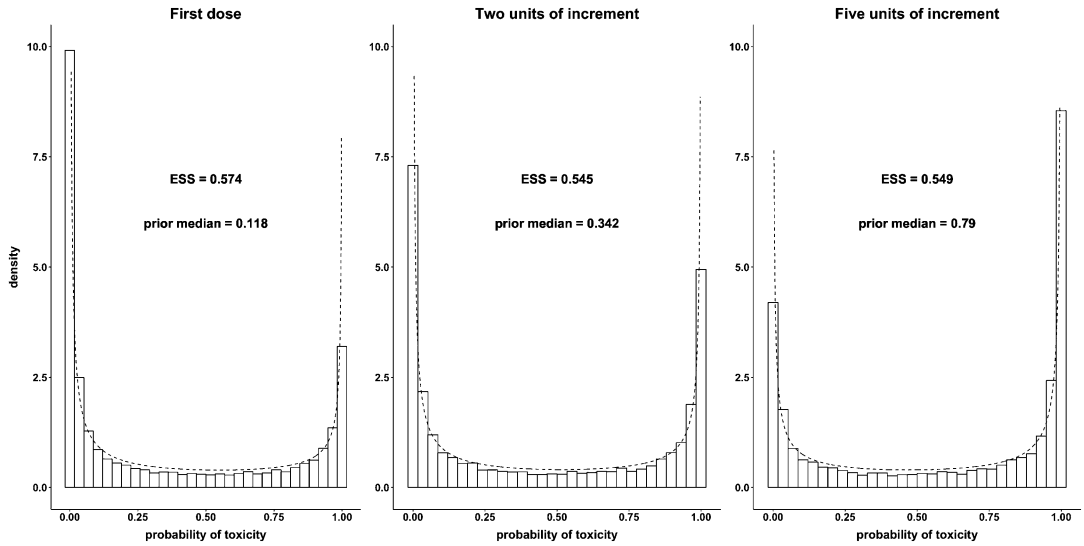 First dose
Two units of increment
Five units of increment
10.0
7.5
5.0
2.5
0.0
density
ESS = 0.574
prior median = 0.118
0.00 0.25 0.50 0.75 1.00
probability of toxicity
10.0
7.5
5.0
2.5
0.0
ESS = 0.545
prior median = 0.342
0.00 0.25 0.50 0.75 1.00
probability of toxicity
10.0
7.5
5.0
2.5
0.0
ESS = 0.549
prior median = 0.79
0.00 0.25 0.50 0.75 1.00
probability of toxicity